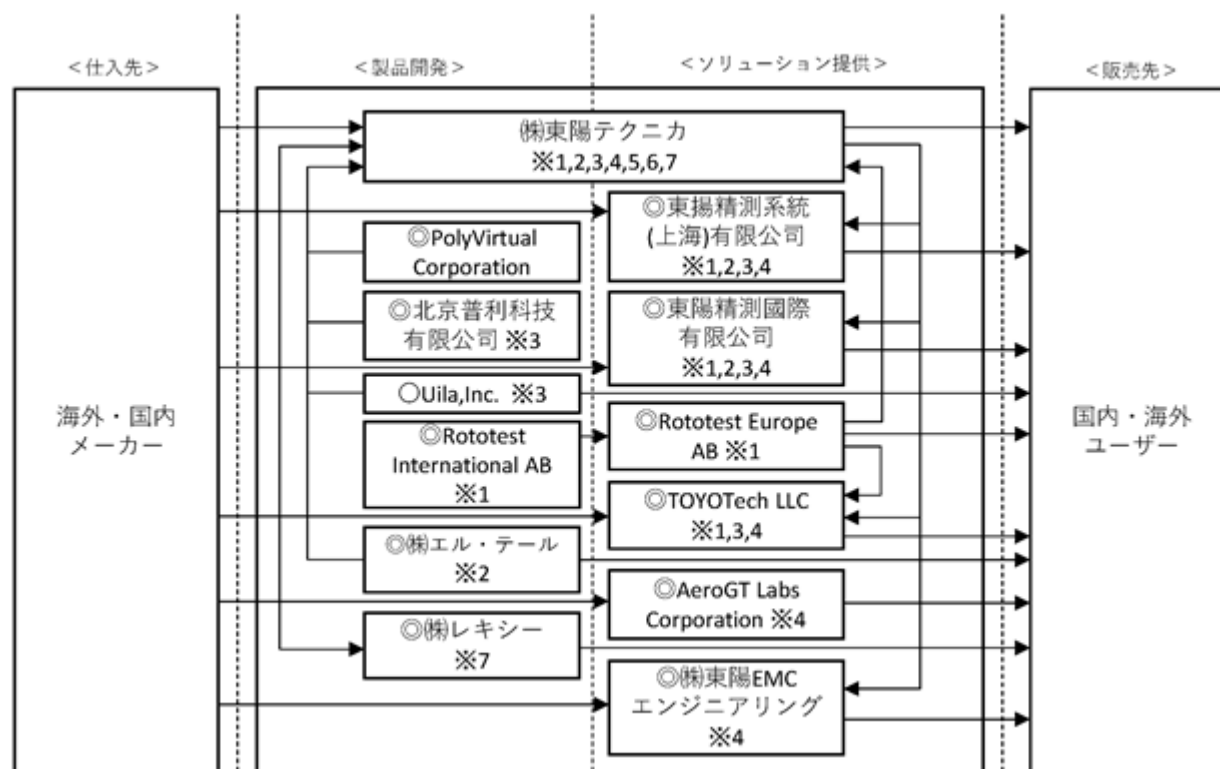 ＜仕入先＞
＜製品開発＞
＜ソリューション提供＞
＜販売先＞
海外・国内
メーカー
㈱東陽テクニカ
※1,2,3,4,5,6,7
◎PolyVirtual
Corporation
◎北京普利科技
有限公司 ※3
○Uila,Inc. ※3
◎Rototest
International AB
※1
◎㈱エル・テール
※2
◎㈱レキシー
※7
◎東揚精測系統
(上海)有限公司
※1,2,3,4
◎東陽精測國際
有限公司
※1,2,3,4
◎Rototest Europe
AB ※1
◎TOYOTech LLC
※1,3,4
◎AeroGT Labs
Corporation ※4
◎㈱東陽EMC
エンジニアリング
※4
国内・海外
ユーザー